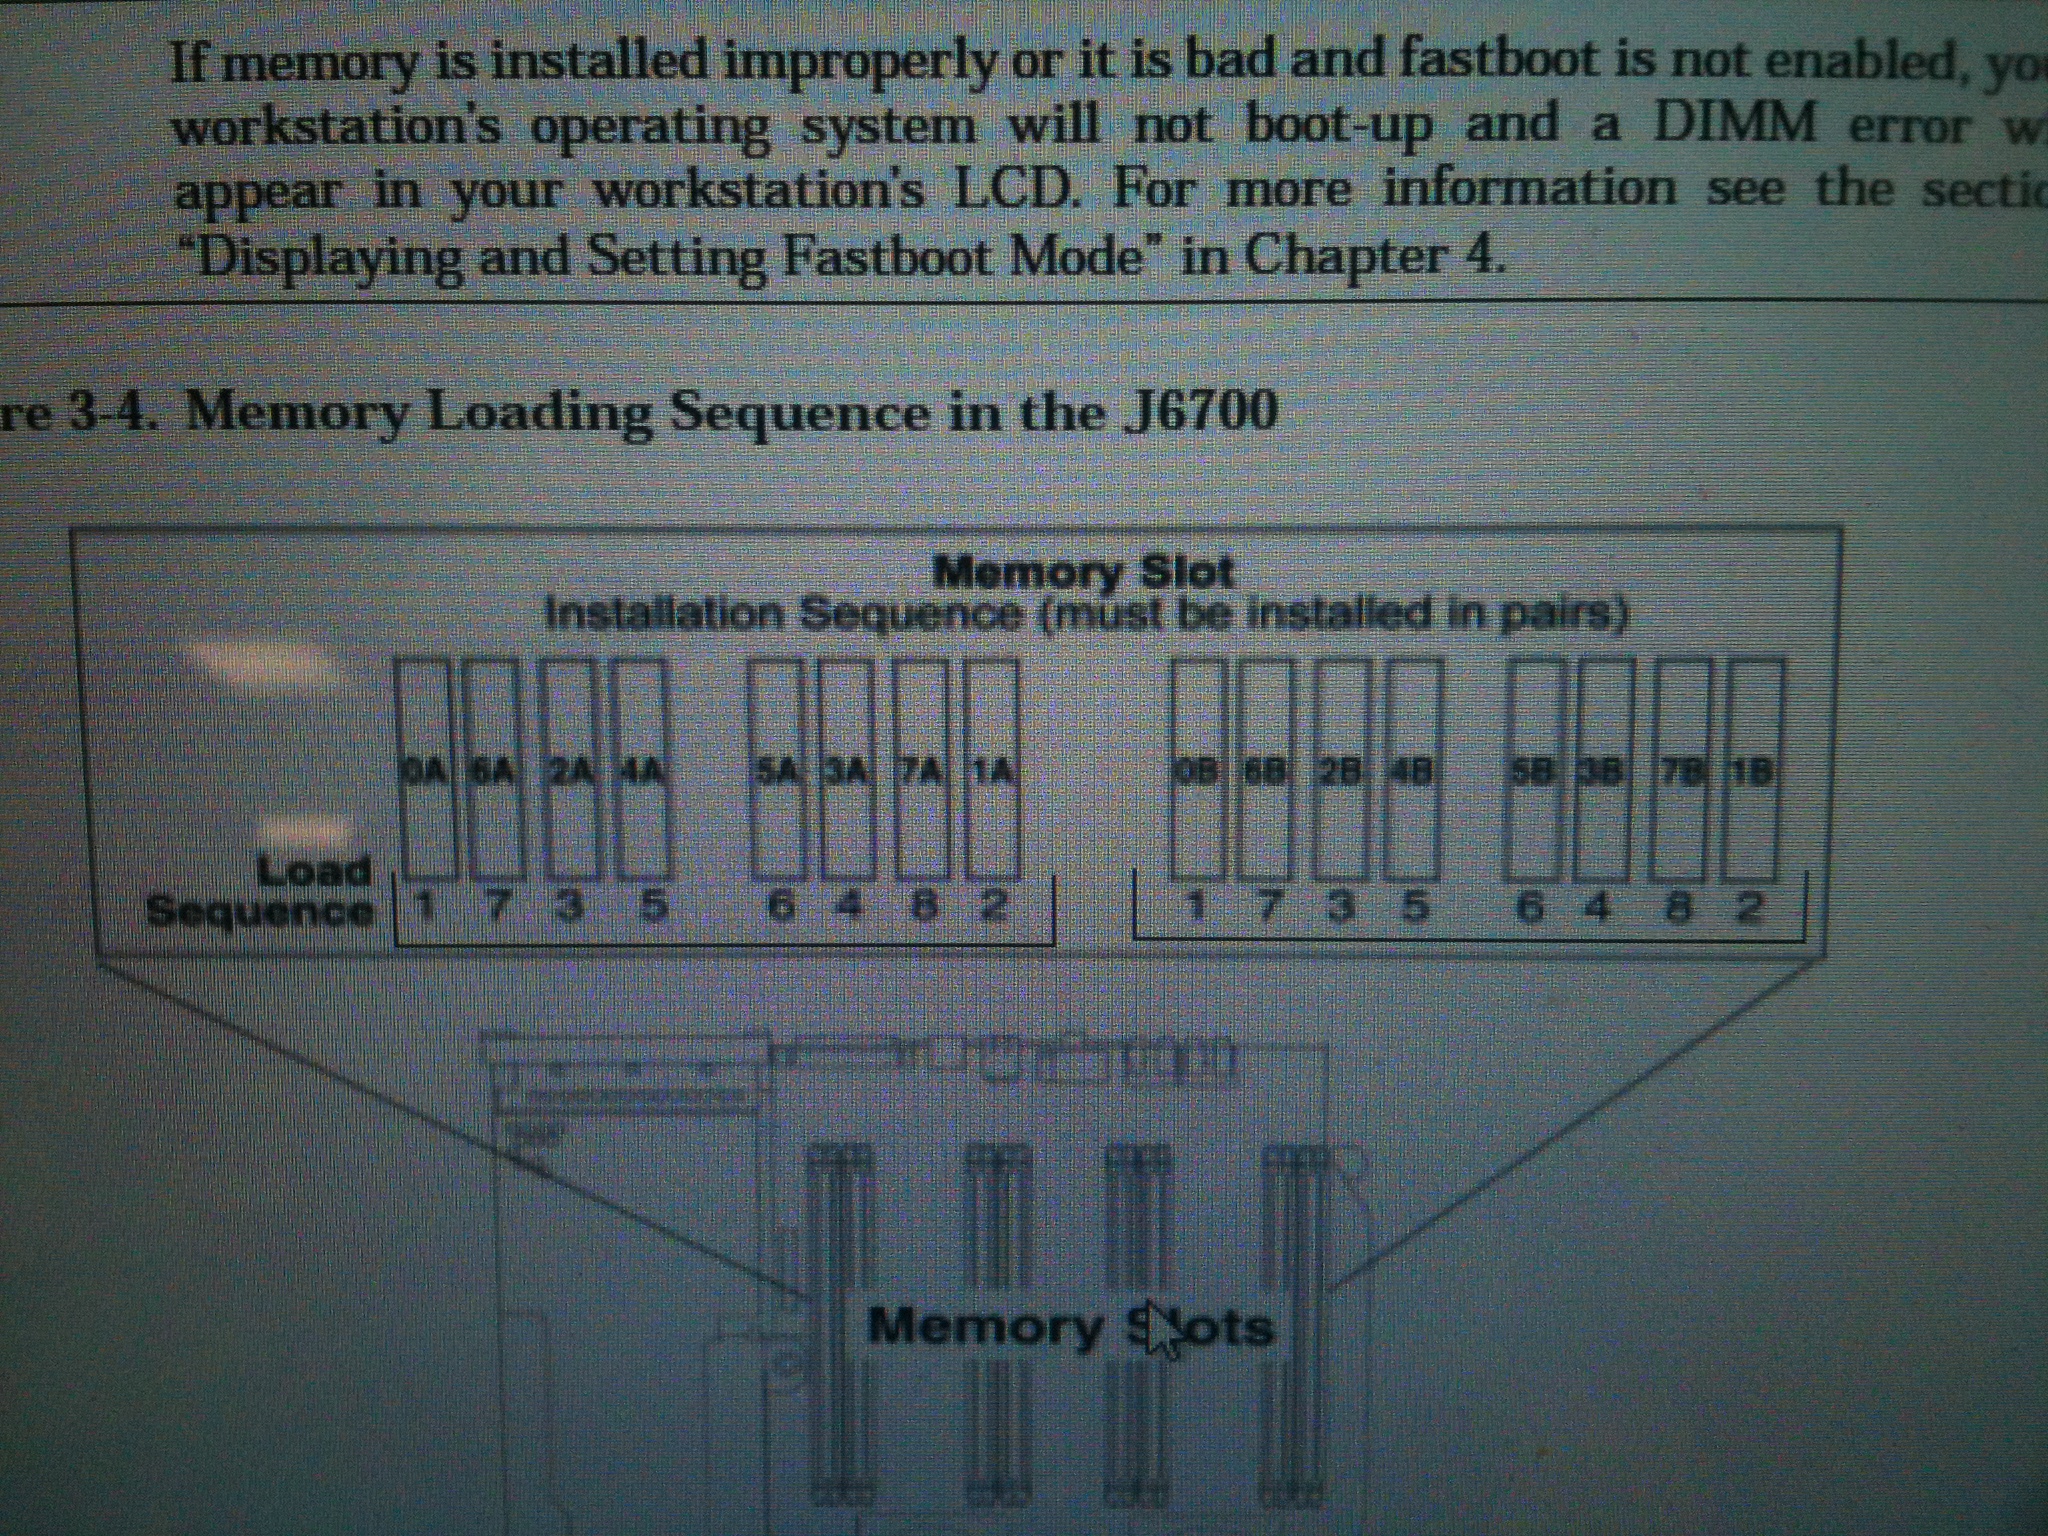 If memory is installed improperly or it is bad and fastboot is not enabled, you
workstation's operating system will not boot-up and a DIMM error w
appear in your workstation's LCD. For more information see the sectio
"Displaying and Setting Fastboot Mode" in Chapter 4.
re 3-4. Memory Loading Sequence in the J6700
Memory Slot
Installation Sequence (must be installed in pairs)
0A 6A 2A 4A 5A 3A 7A 1A 0B 6B 2B 4B 5B 3B 7B 1B
Load
Sequence 1 7 3 5 6 4 8 2 1 7 3 5 6 4 8 2
Memory Slots